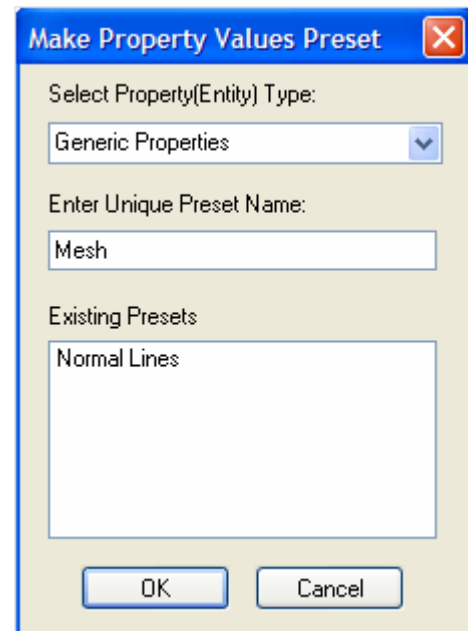 Make Property Values Preset
Select Property(Entity) Type:
Generic Properties
Enter Unique Preset Name:
Mesh
Existing Presets
Normal Lines
OK
Cancel